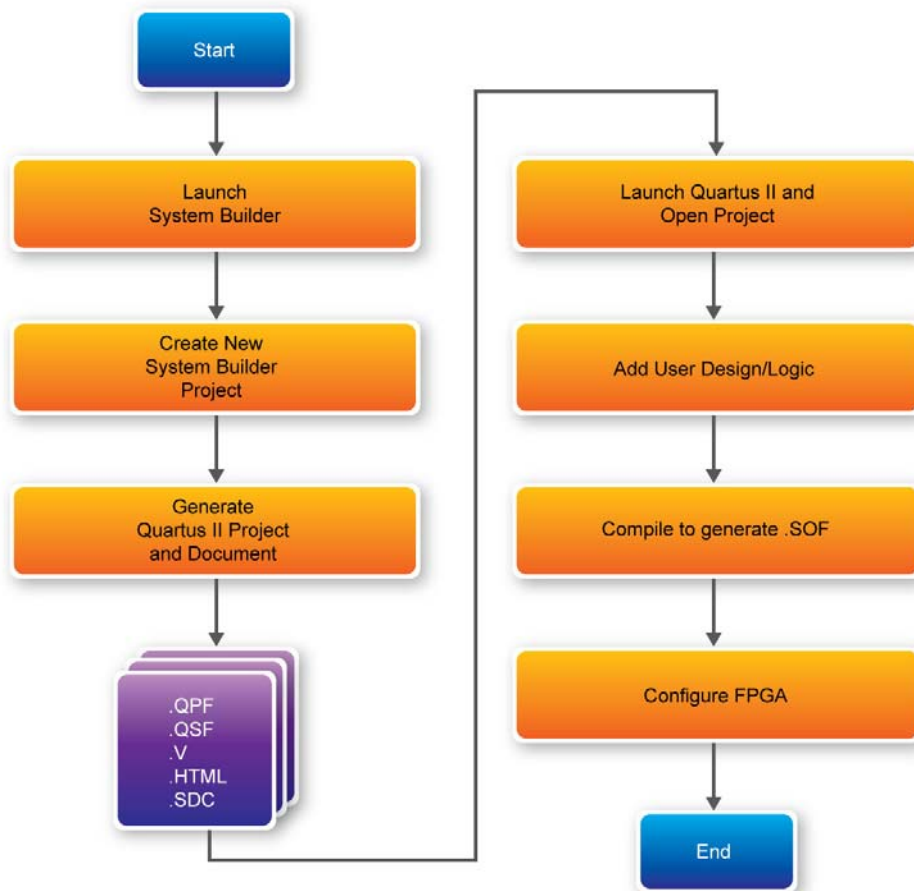 Start
Launch
System Builder
Create New
System Builder
Project
Generate
Quartus II Project
and Document
.QPF
.QSF
.V
.HTML
.SDC
Launch Quartus II and
Open Project
Add User Design/Logic
Compile to generate .SOF
Configure FPGA
End